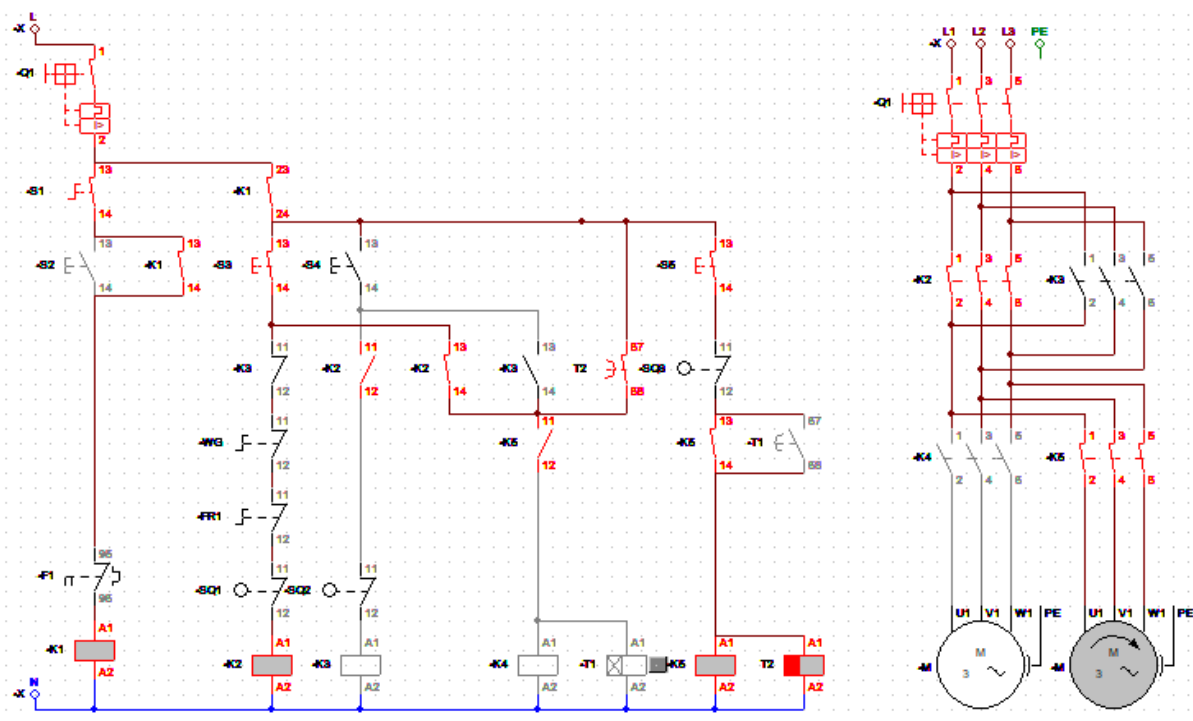 L
-X
1
-Q1
I>
2
13
-S1
14
23
-K1
24
13
-S2
14
13
-K1
14
13
-S3
14
13
-S4
14
13
-S5
14
11
-K3
12
11
-K2
12
13
-K2
14
13
-K3
14
67
T2
68
11
-SQ3
12
11
-WG
12
11
-K5
12
13
-K5
14
67
-T1
68
11
-FR1
12
95
-F1
96
11
-SQ1
12
11
-SQ2
12
A1
-K1
A2
A1
-K2
A2
A1
-K3
A2
A1
-K4
A2
A1
-T1
A2
A1
-K5
A2
A1
T2
A2
N
-X
L1 L2 L3 PE
-X
1 3 5
-Q1
I> I> I>
2 4 6
1 3 5
-K2
2 4 6
1 3 5
-K3
2 4 6
1 3 5
-K4
2 4 6
1 3 5
-K5
2 4 6
U1 V1 W1 PE
M
-M
3
U1 V1 W1 PE
M
-M
3